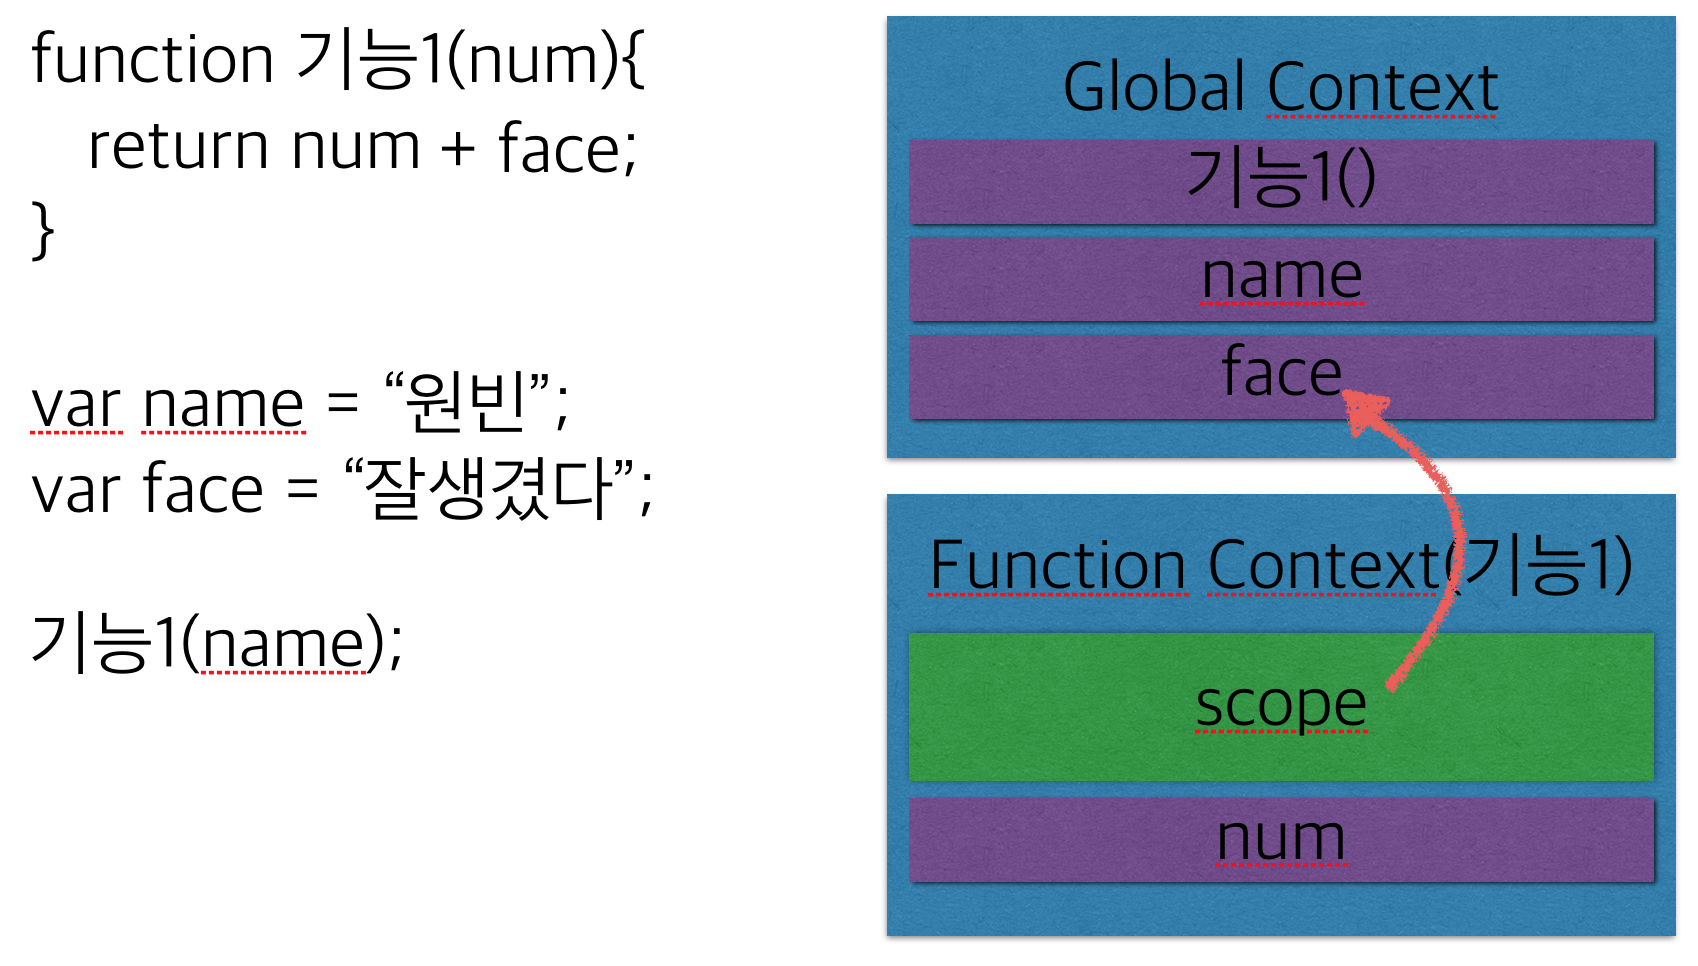 function 기능1(num){
return num + face;
}
var name = “원빈”;
var face = “잘생겼다”;
기능1(name);
Global Context
기능1()
name
face
Function Context(기능1)
scope
num